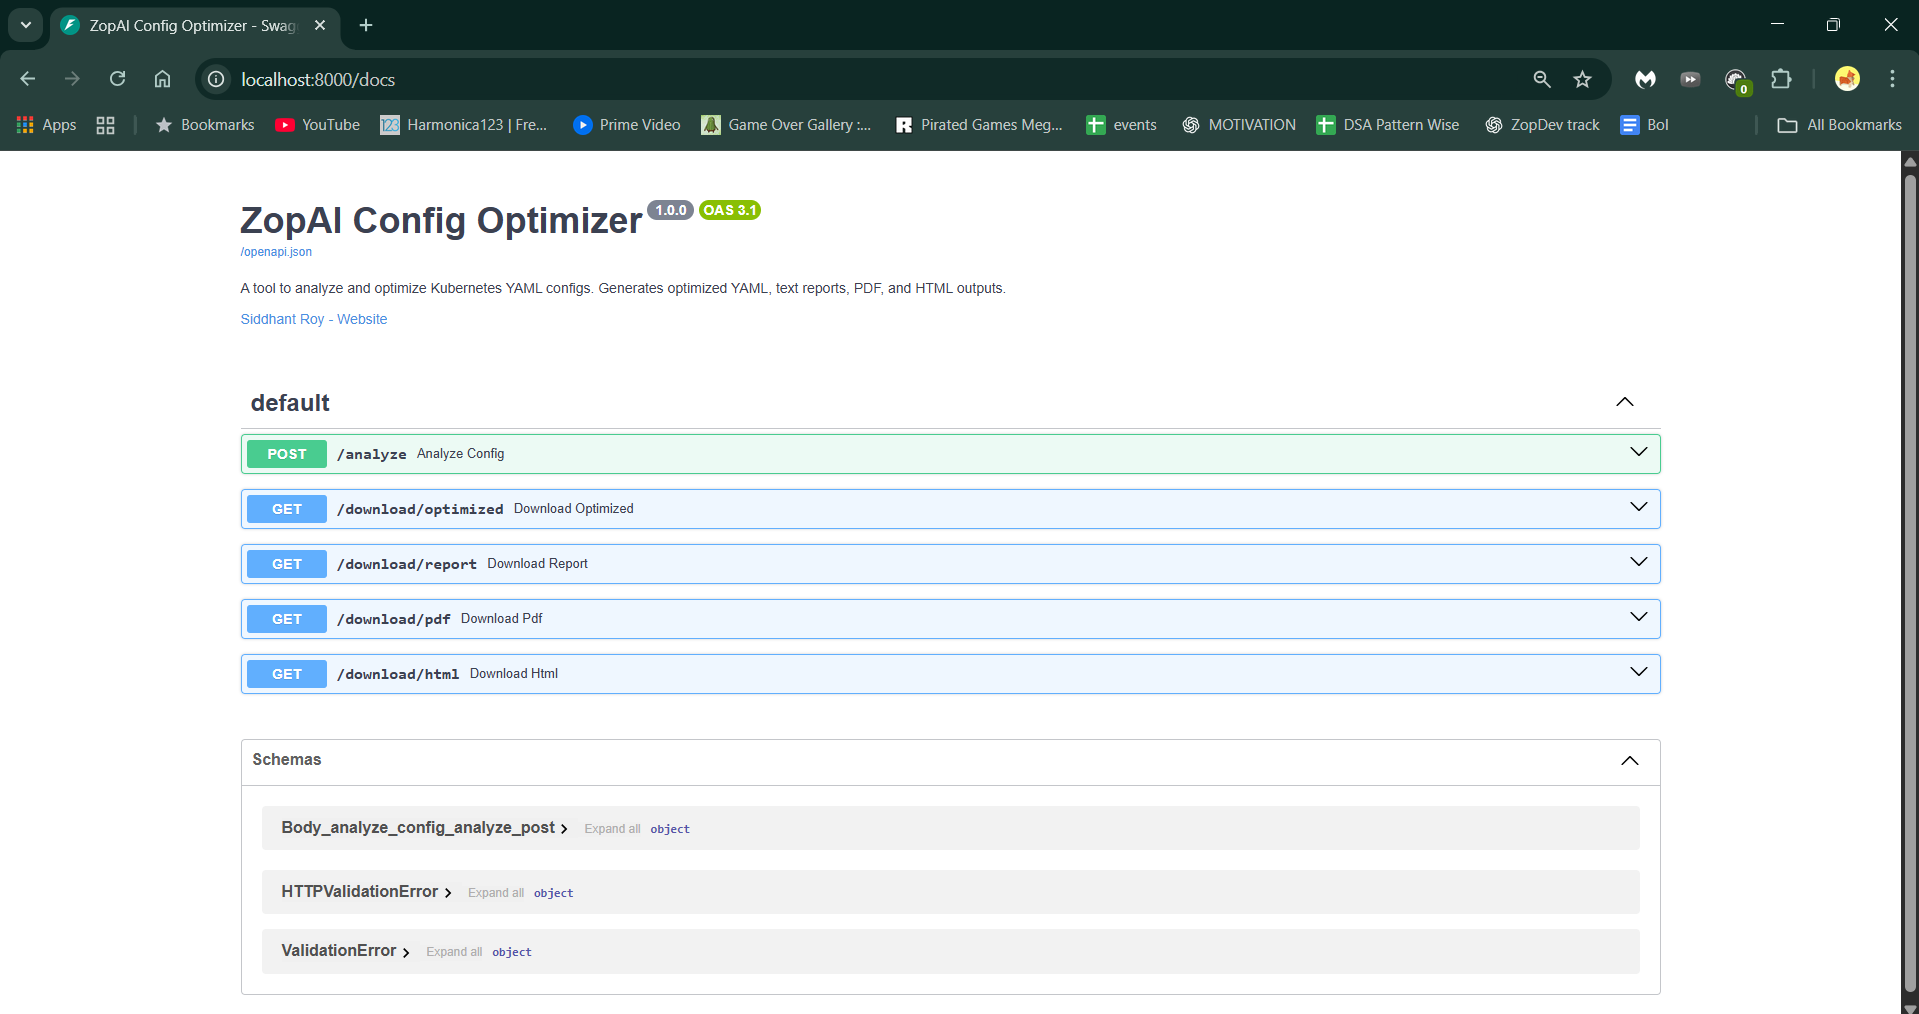 ZopAI Config Optimizer - Swag
localhost:8000/docs
0
Apps
Bookmarks
YouTube
123
Harmonica123 | Fre...
Prime Video
Game Over Gallery :...
R
Pirated Games Meg...
events
MOTIVATION
DSA Pattern Wise
ZopDev track
Bol
All Bookmarks
ZopAI Config Optimizer 1.0.0 OAS 3.1
/openapi.json
A tool to analyze and optimize Kubernetes YAML configs. Generates optimized YAML, text reports, PDF, and HTML outputs.
Siddhant Roy - Website
default
POST /analyze Analyze Config
GET /download/optimized Download Optimized
GET /download/report Download Report
GET /download/pdf Download Pdf
GET /download/html Download Html
Schemas
Body_analyze_config_analyze_post Expand all object
HTTPValidationError Expand all object
ValidationError Expand all object